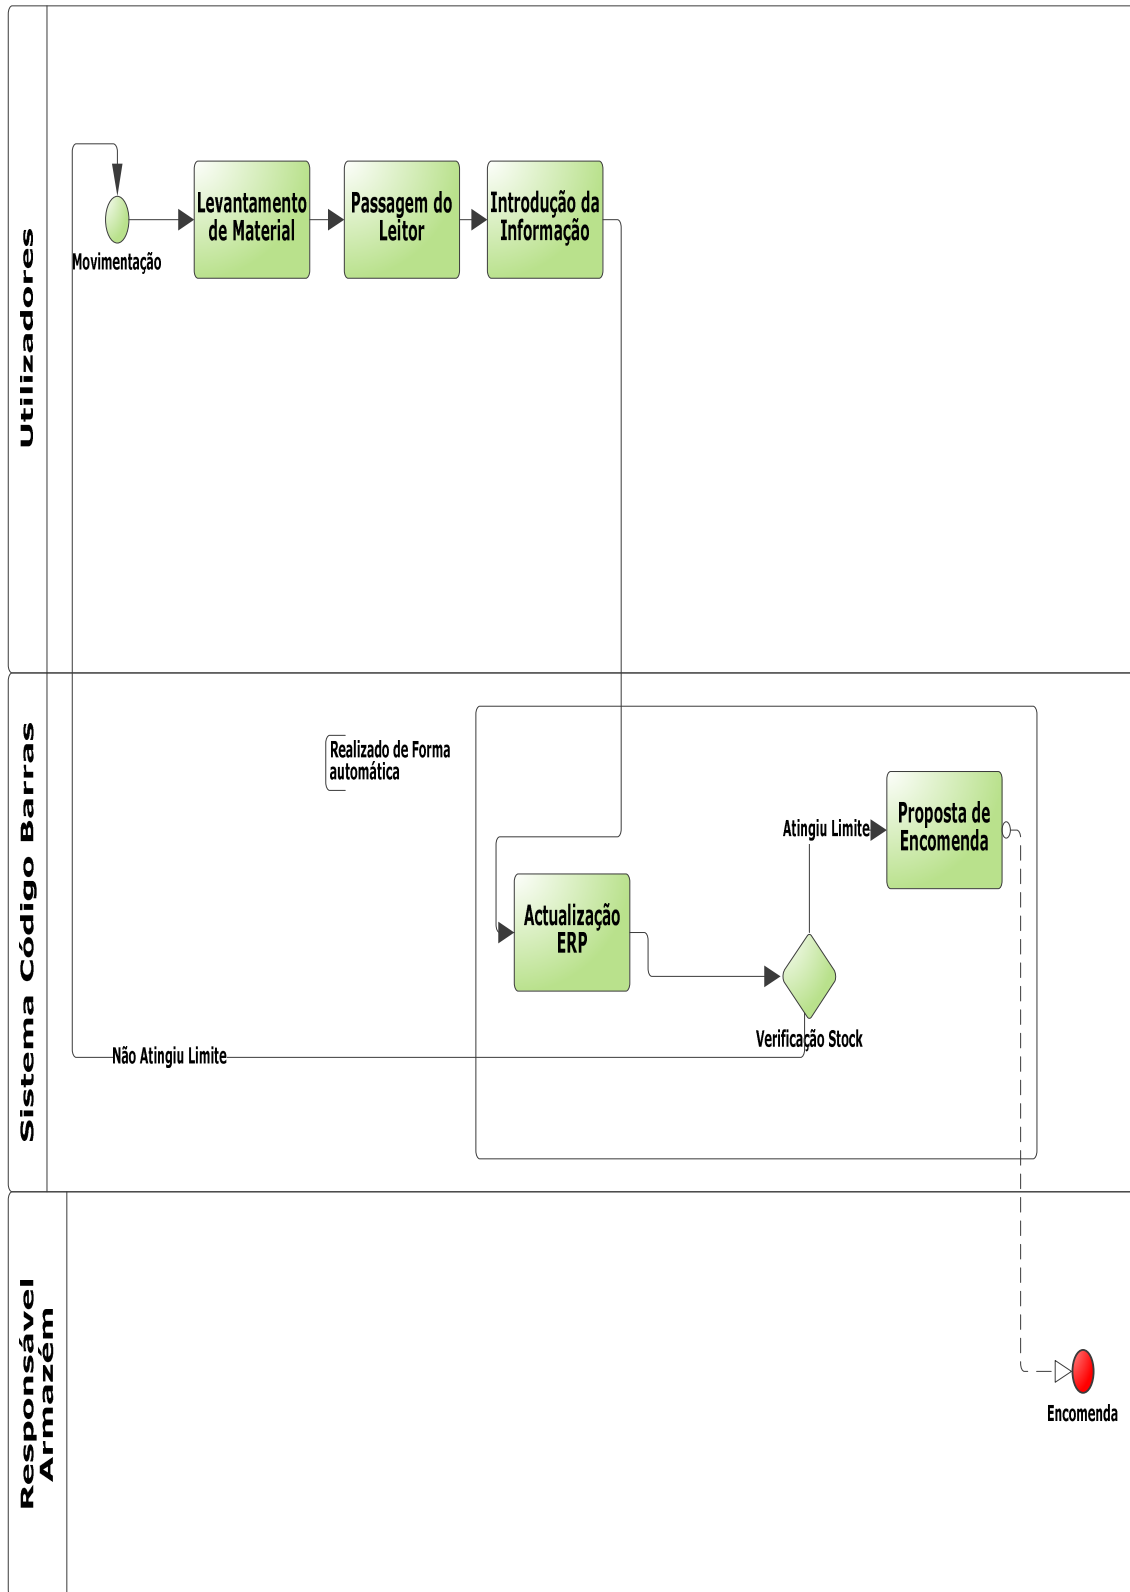 Utilizadores
Movimentação
Levantamento
de Material
Passagem do
Leitor
Introdução da
Informação
Sistema Código Barras
Realizado de Forma
automática
Actualização
ERP
Verificação Stock
Atingiu Limite
Proposta de
Encomenda
Não Atingiu Limite
Responsável
Armazém
Encomenda